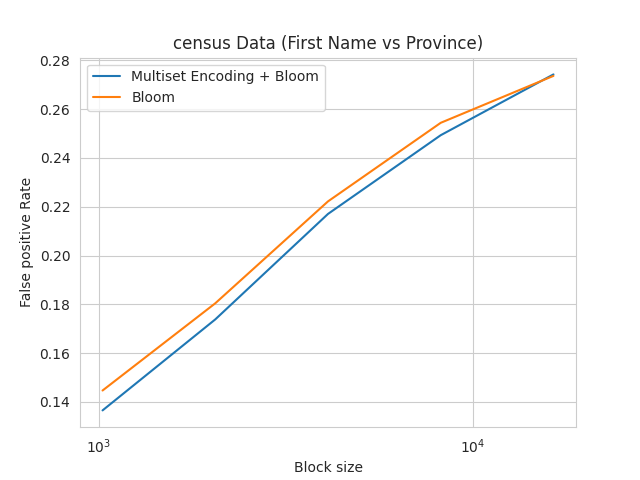 census Data (First Name vs Province)
Multiset Encoding + Bloom
Bloom
False positive Rate
0.28
0.26
0.24
0.22
0.20
0.18
0.16
0.14
10³
10⁴
Block size